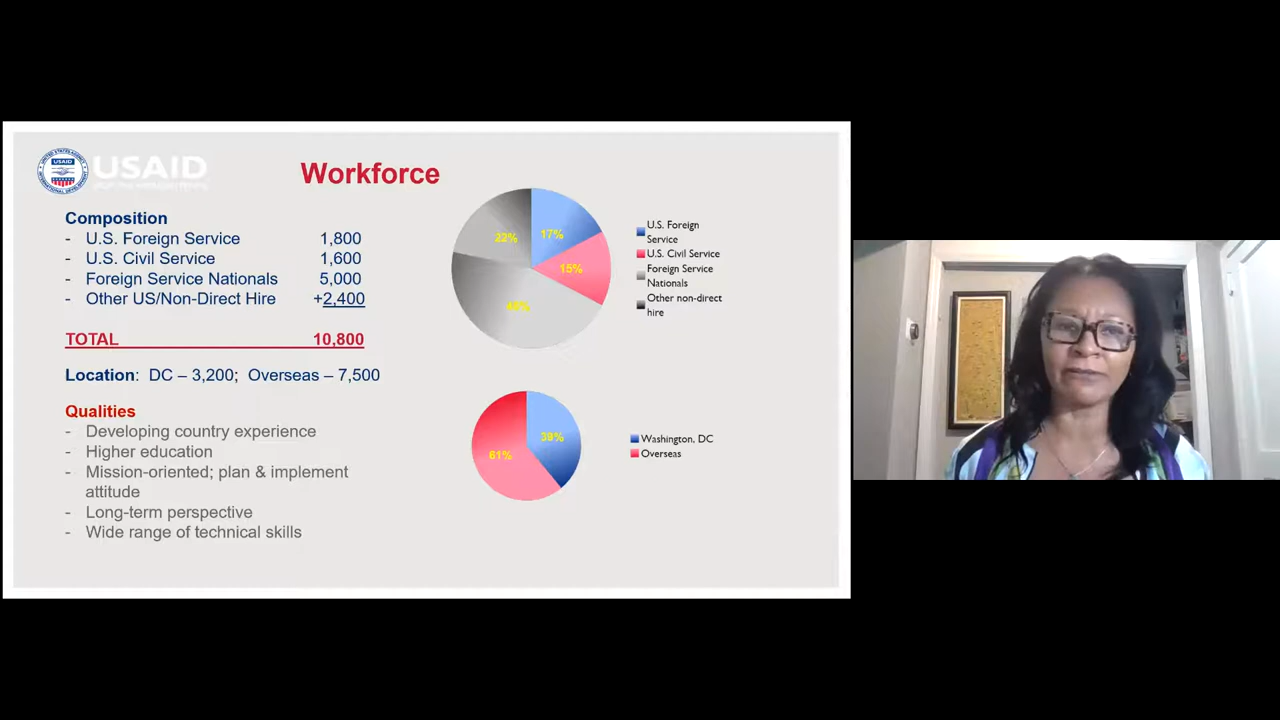 USAID
USAID
Workforce
Composition
- U.S. Foreign Service 1,800
- U.S. Civil Service 1,600
- Foreign Service Nationals 5,000
- Other US/Non-Direct Hire +2,400
TOTAL 10,800
Location: DC – 3,200; Overseas – 7,500
Qualities
- Developing country experience
- Higher education
- Mission-oriented; plan & implement
attitude
- Long-term perspective
- Wide range of technical skills
22%
17%
15%
U.S. Foreign
Service
U.S. Civil Service
Foreign Service
Nationals
Other non-direct
hire
39%
61%
Washington, DC
Overseas